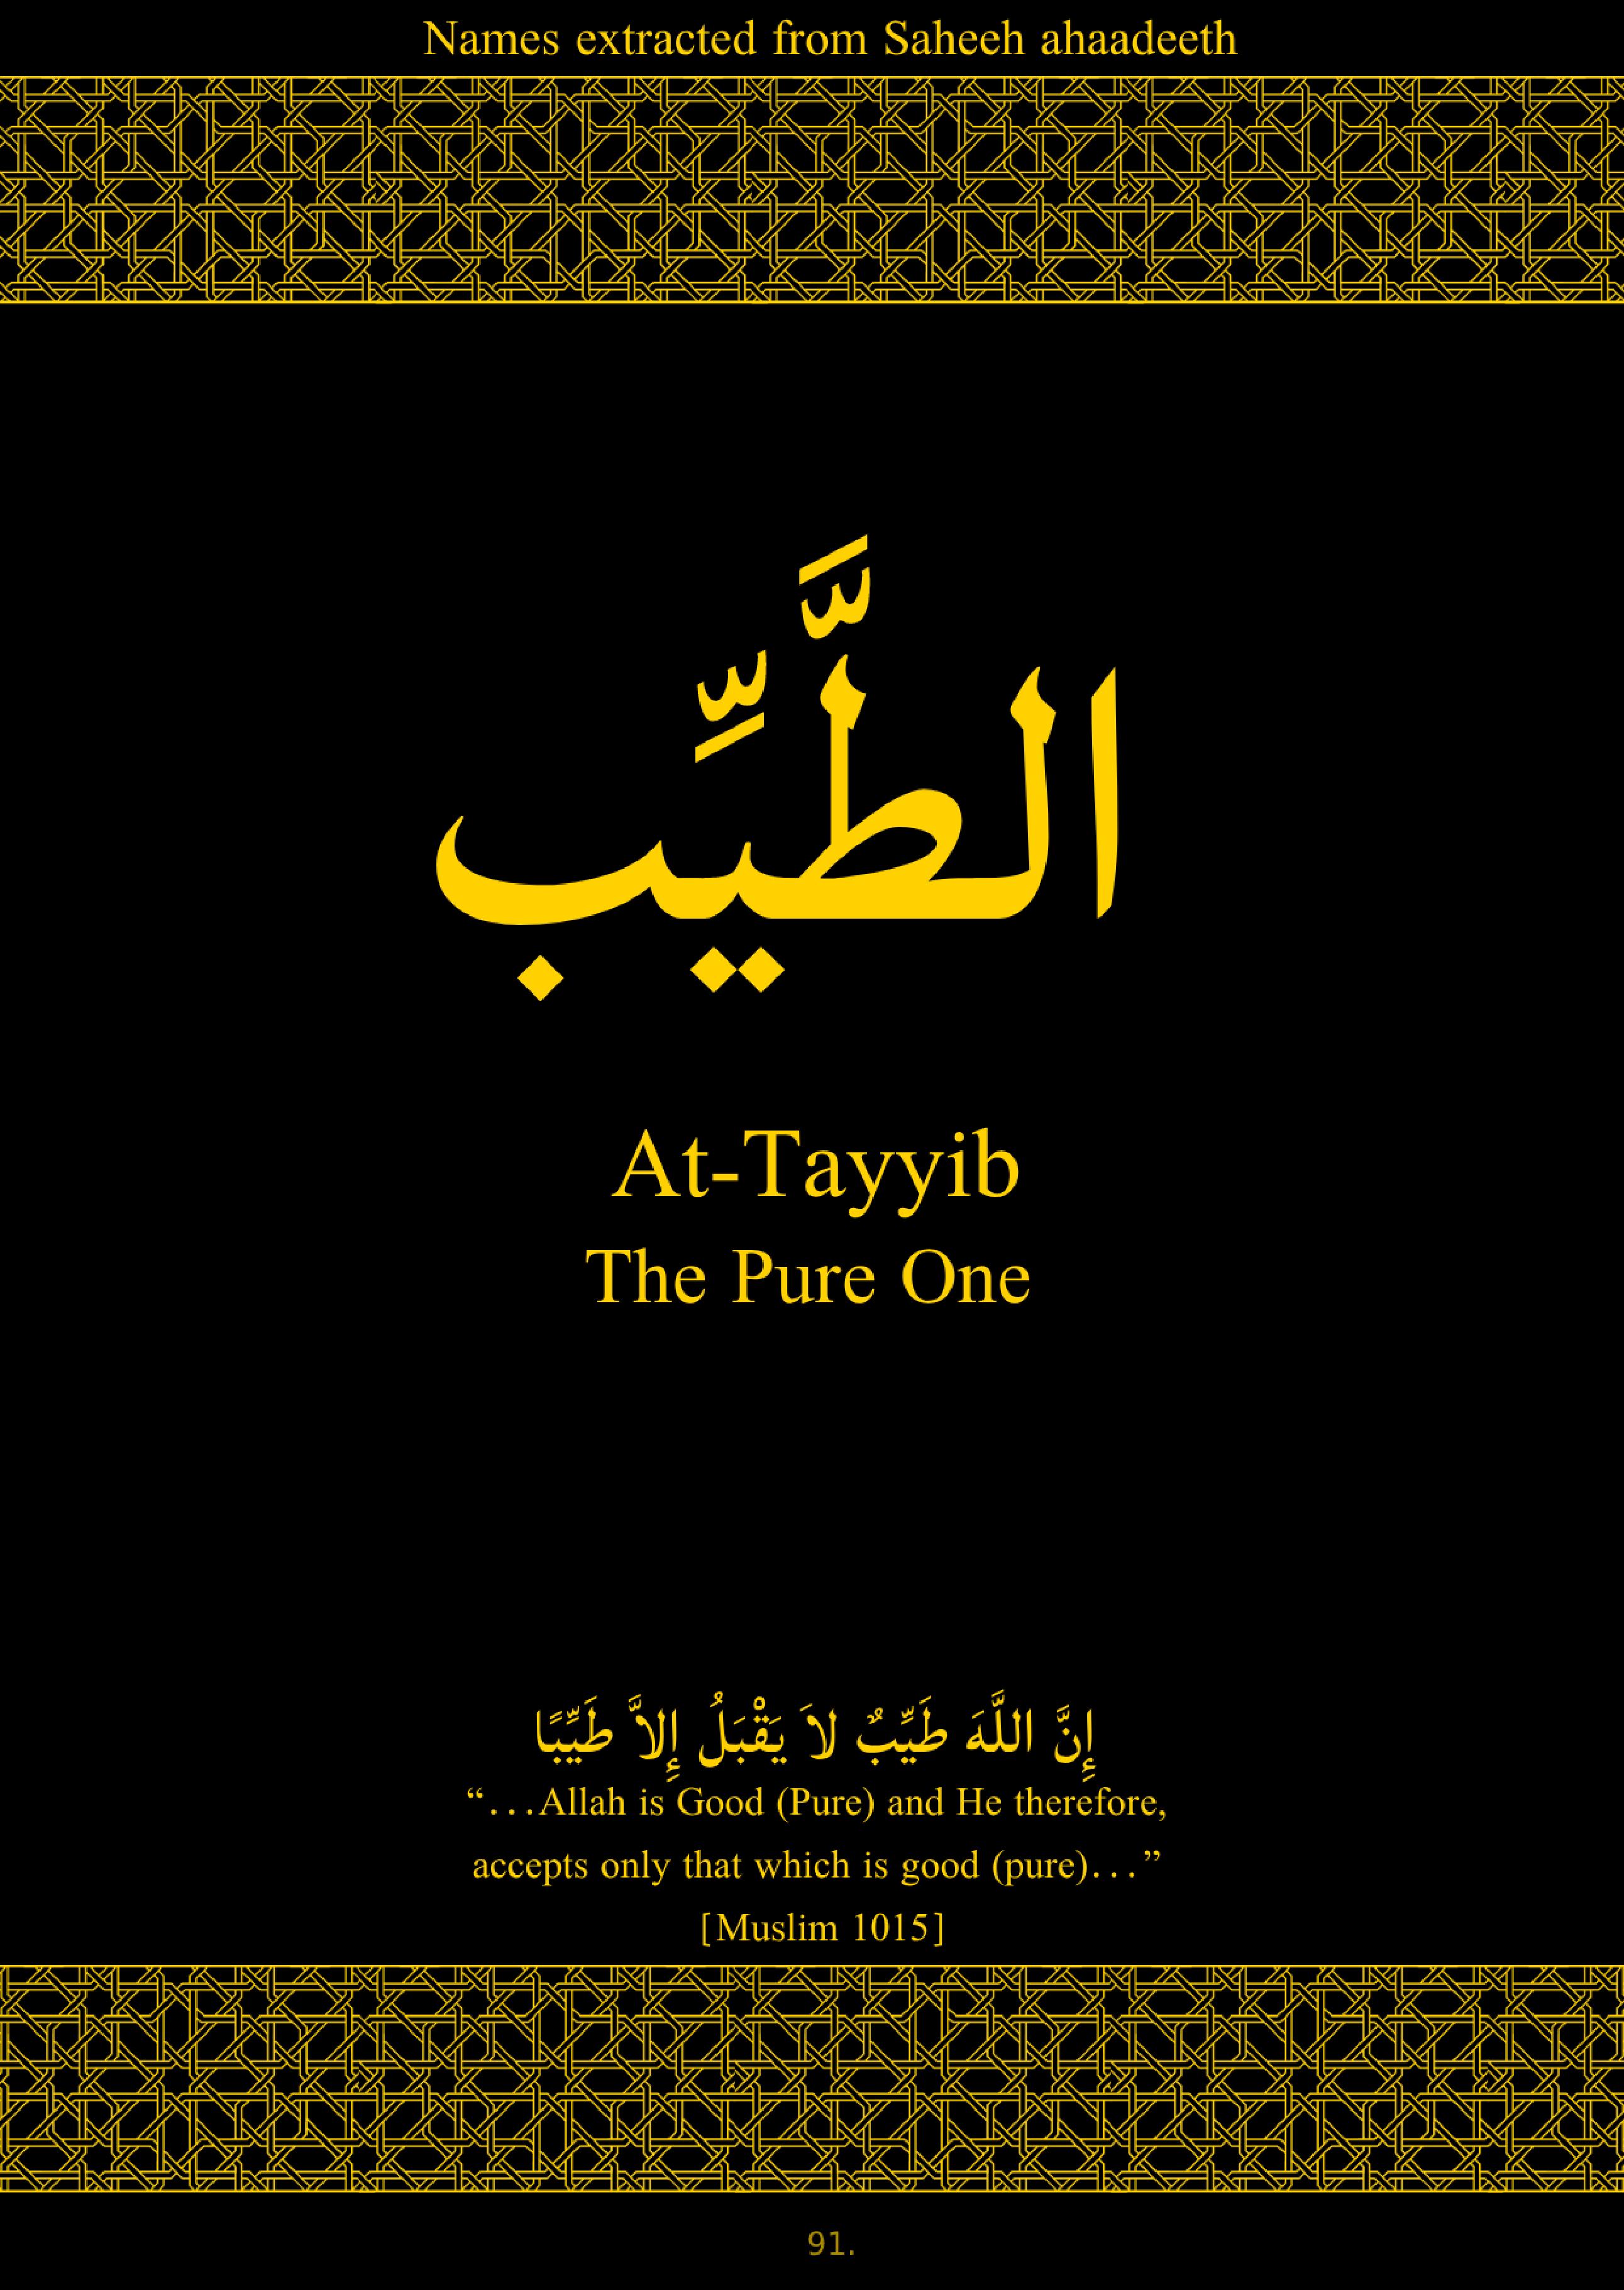 Names extracted from Saheeh ahaadeeth
الطَّيِّب
At-Tayyib
The Pure One
إِنَّ اللَّهَ طَيِّبٌ لاَ يَقْبَلُ إِلاَّ طَيِّبًا
“...Allah is Good (Pure) and He therefore,
accepts only that which is good (pure)...”
[Muslim 1015]
91.